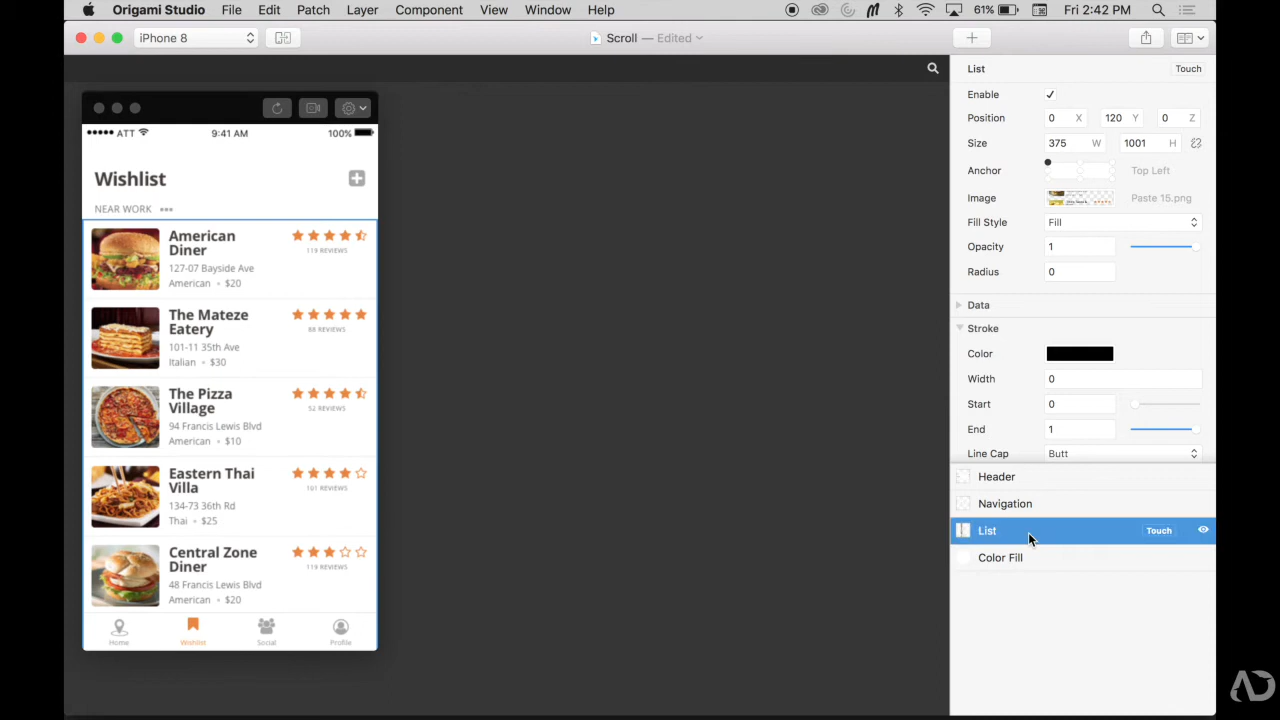 Origami Studio File Edit Patch Layer Component View Window Help 61% Fri 2:42 PM
iPhone 8 Scroll — Edited
List Touch
Enable
Position 0 X 120 Y 0 Z
Size 375 W 1001 H
Anchor Top Left
Image Paste 15.png
Fill Style Fill
Opacity 1
Radius 0
Data
Stroke
Color
Width 0
Start 0
End 1
Line Cap Butt
Header
Navigation
List Touch
Color Fill
ATT 9:41 AM 100%
Wishlist
NEAR WORK
American
Diner
119 REVIEWS
127-07 Bayside Ave
American • $20
The Mateze
Eatery
88 REVIEWS
101-11 35th Ave
Italian • $30
The Pizza
Village
52 REVIEWS
94 Francis Lewis Blvd
American • $10
Eastern Thai
Villa
101 REVIEWS
134-73 36th Rd
Thai • $25
Central Zone
Diner
119 REVIEWS
48 Francis Lewis Blvd
American • $20
Home Wishlist Social Profile